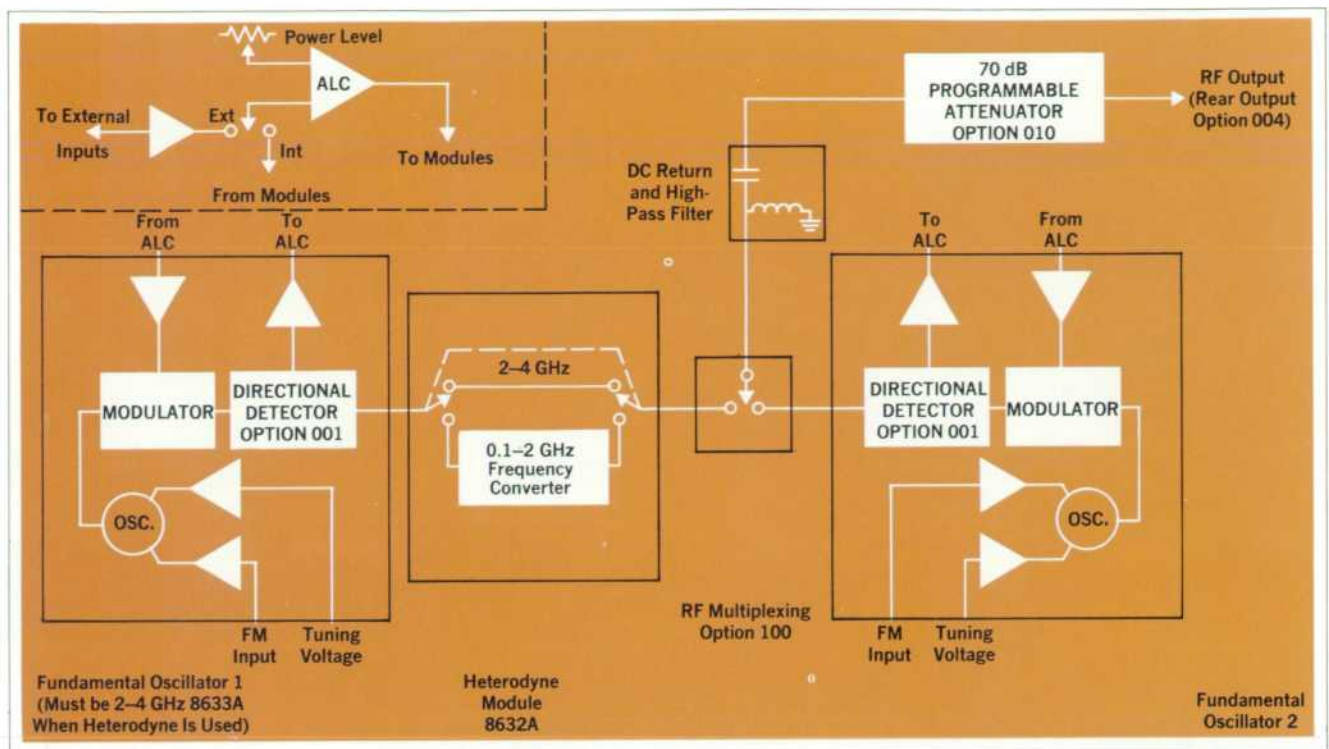 Power Level
ALC
To External
Inputs
Ext
Int
To Modules
From Modules
70 dB
PROGRAMMABLE
ATTENUATOR
OPTION 010
RF Output
(Rear Output
Option 004)
DC Return
and High-
Pass Filter
From
ALC
To
ALC
To
ALC
From
ALC
MODULATOR
DIRECTIONAL
DETECTOR
OPTION 001
2–4 GHz
0.1–2 GHz
Frequency
Converter
DIRECTIONAL
DETECTOR
OPTION 001
MODULATOR
OSC.
OSC.
FM
Input
Tuning
Voltage
RF Multiplexing
Option 100
FM
Input
Tuning
Voltage
Fundamental Oscillator 1
(Must be 2–4 GHz 8633A
When Heterodyne Is Used)
Heterodyne
Module
8632A
Fundamental
Oscillator 2